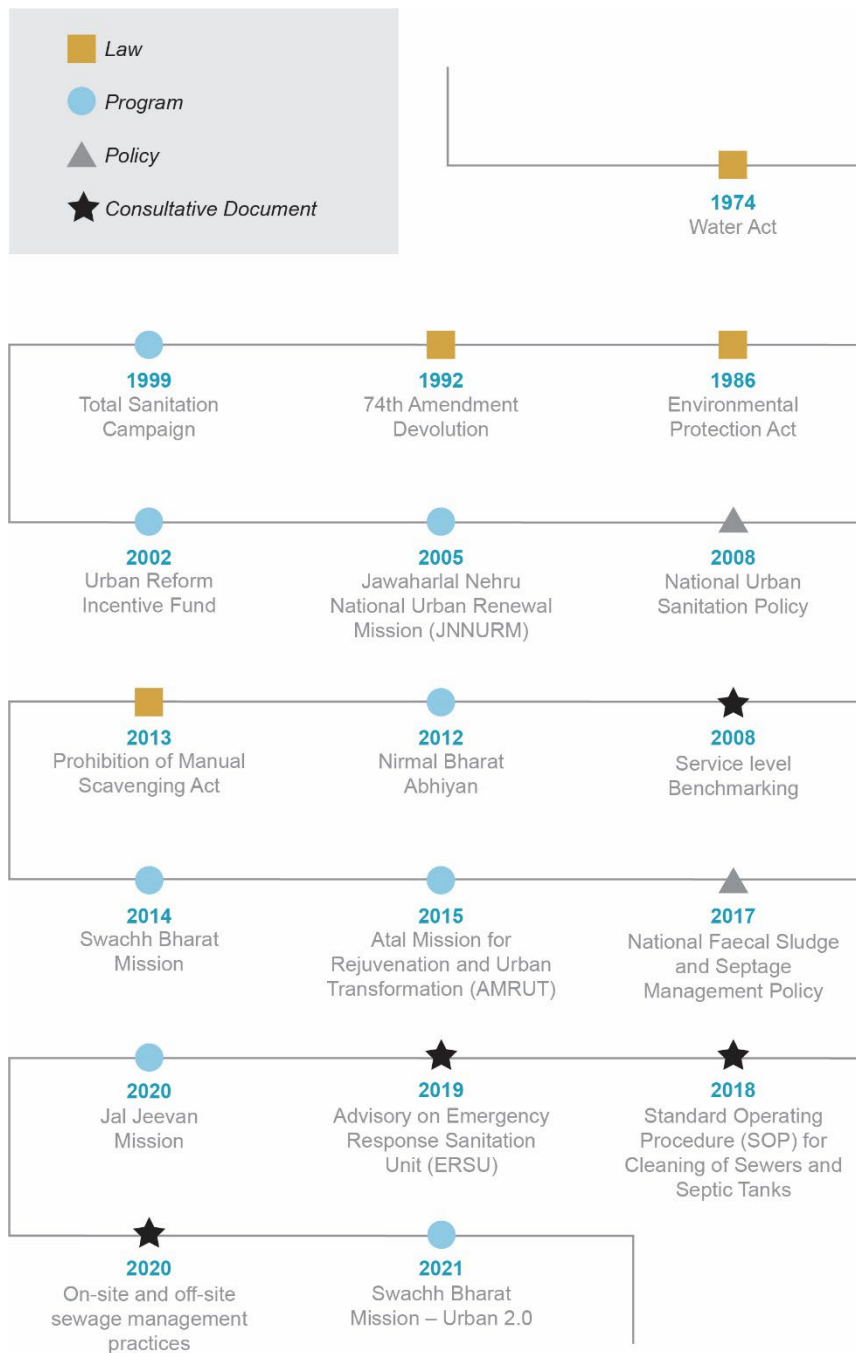 Law
Program
Policy
Consultative Document
1974
Water Act
1999
Total Sanitation
Campaign
1992
74th Amendment
Devolution
1986
Environmental
Protection Act
2002
Urban Reform
Incentive Fund
2005
Jawaharlal Nehru
National Urban Renewal
Mission (JNNURM)
2008
National Urban
Sanitation Policy
2013
Prohibition of Manual
Scavenging Act
2012
Nirmal Bharat
Abhiyan
2008
Service level
Benchmarking
2014
Swachh Bharat
Mission
2015
Atal Mission for
Rejuvenation and Urban
Transformation (AMRUT)
2017
National Faecal Sludge
and Septage
Management Policy
2020
Jal Jeevan
Mission
2019
Advisory on Emergency
Response Sanitation
Unit (ERSU)
2018
Standard Operating
Procedure (SOP) for
Cleaning of Sewers and
Septic Tanks
2020
On-site and off-site
sewage management
practices
2021
Swachh Bharat
Mission – Urban 2.0